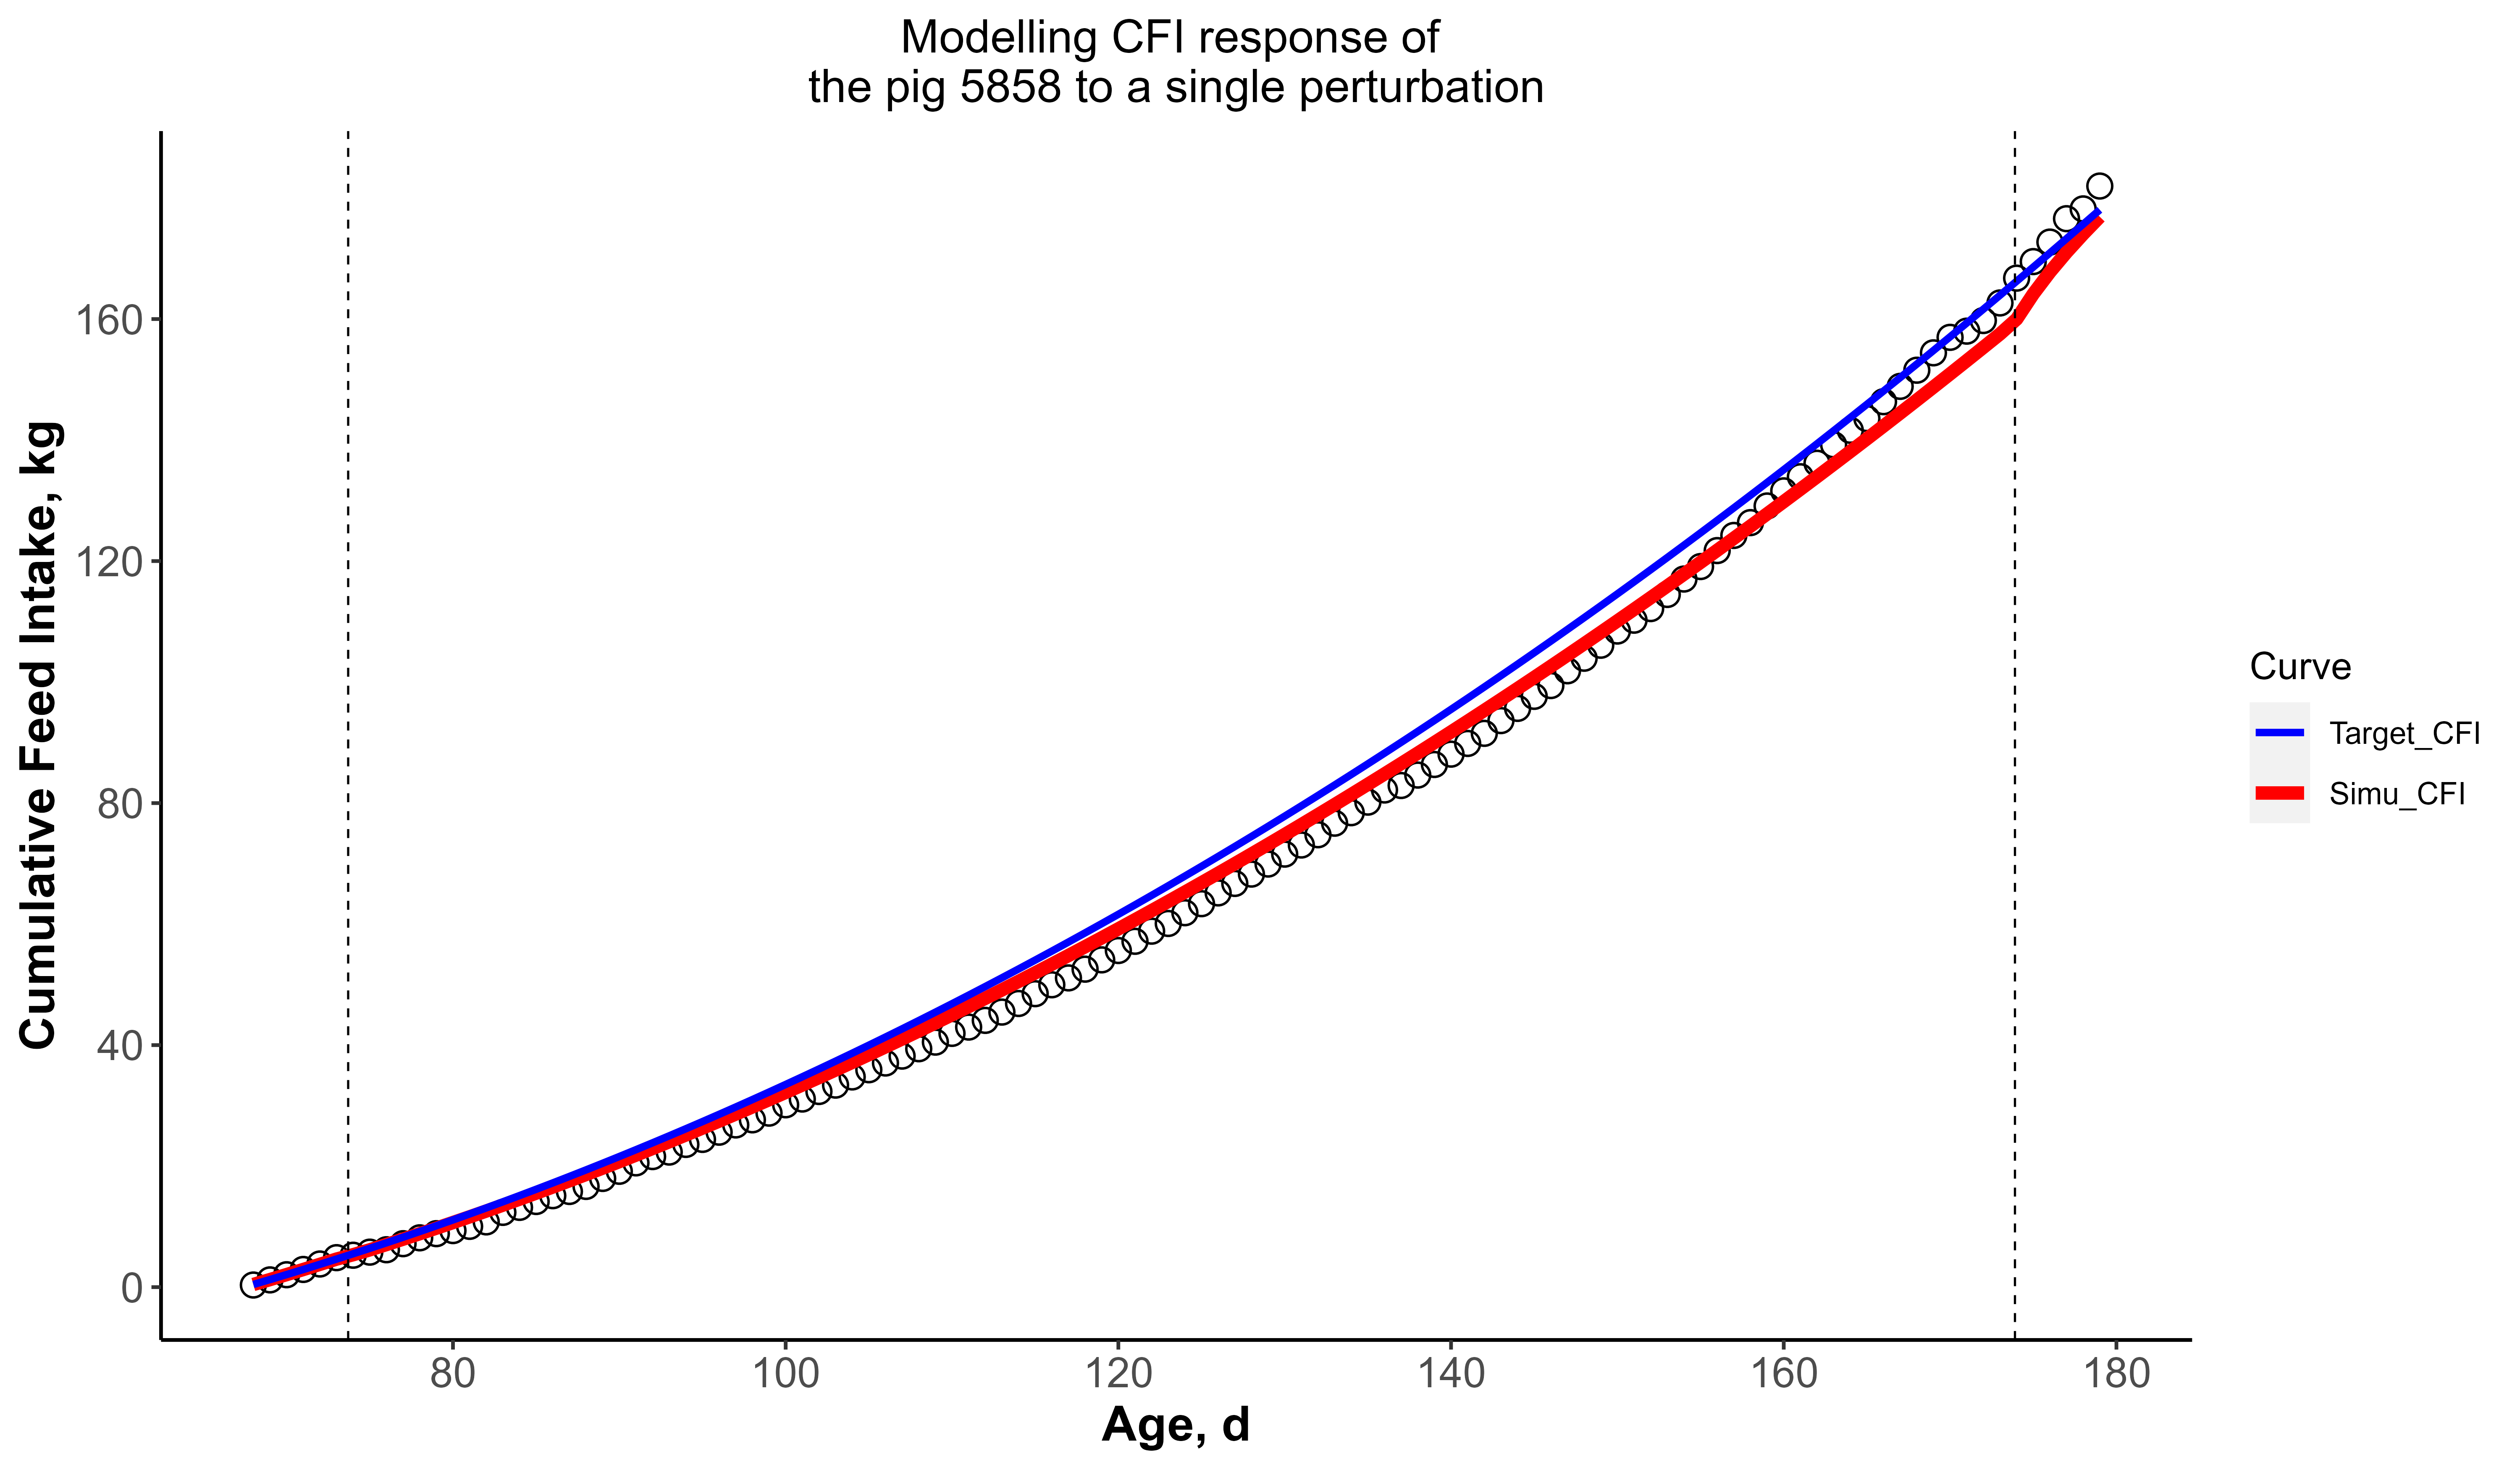 Modelling CFI response of
the pig 5858 to a single perturbation
Cumulative Feed Intake, kg
160
120
80
40
0
80
100
120
140
160
180
Age, d
Curve
Target_CFI
Simu_CFI